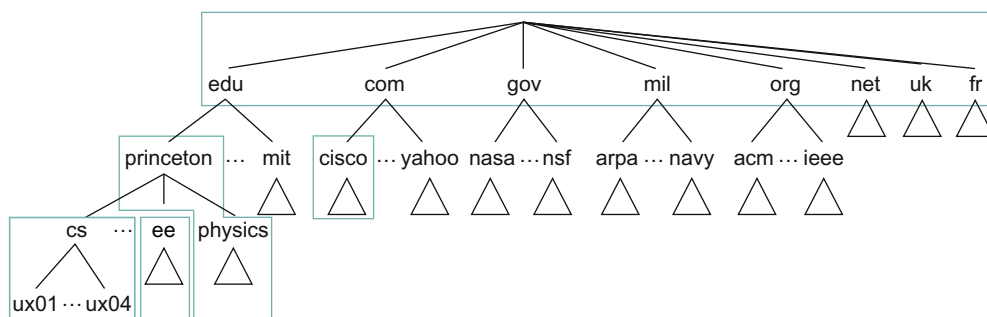 edu com gov mil org net uk fr
princeton ... mit cisco ... yahoo nasa ... nsf arpa ... navy acm ... ieee
cs ... ee physics
ux01 ... ux04